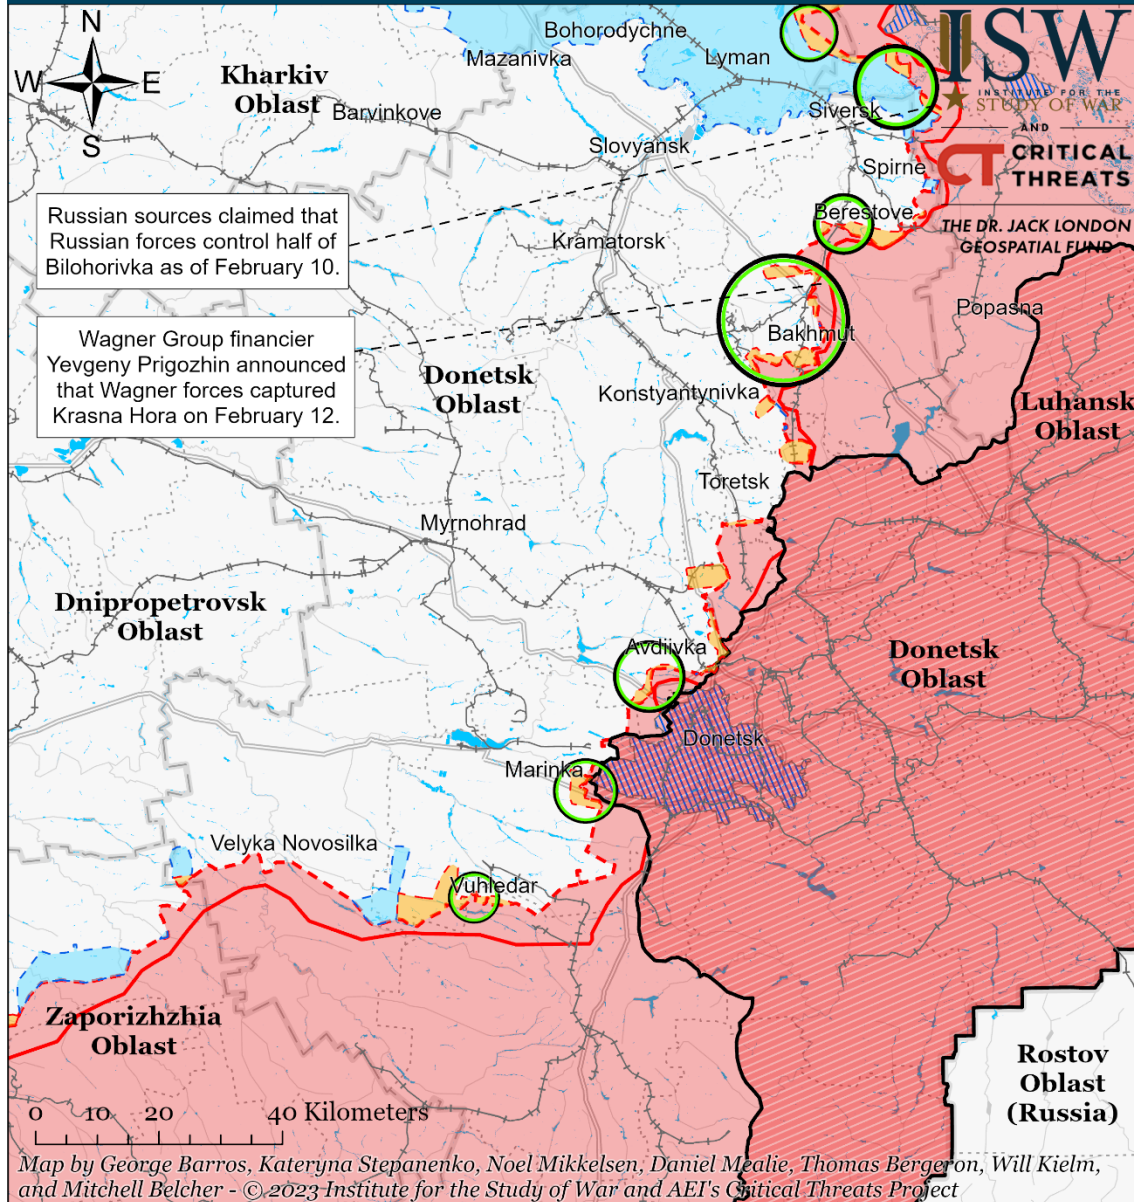 N
W
E
S
Bohorodychne
Mazanivka
Lyman
Kharkiv
Oblast
Barvinkove
Siversk
Slovyansk
Spirne
ISW
INSTITUTE FOR THE
STUDY OF WAR
AND
CT CRITICAL
THREATS
THE DR. JACK LONDON
GEOSPATIAL FUND
Russian sources claimed that
Russian forces control half of
Bilohorivka as of February 10.
Berestove
Kramatorsk
Popasna
Wagner Group financier
Yevgeny Prigozhin announced
that Wagner forces captured
Krasna Hora on February 12.
Bakhmut
Donetsk
Oblast
Konstyantynivka
Luhansk
Oblast
Toretsk
Myrnohrad
Dnipropetrovsk
Oblast
Avdiivka
Donetsk
Oblast
Donetsk
Marinka
Velyka Novosilka
Vuhledar
Zaporizhzhia
Oblast
Rostov
Oblast
(Russia)
0 10 20 40 Kilometers
Map by George Barros, Kateryna Stepanenko, Noel Mikkelsen, Daniel Mealie, Thomas Bergeron, Will Kielm,
and Mitchell Belcher - © 2023 Institute for the Study of War and AEI's Critical Threats Project